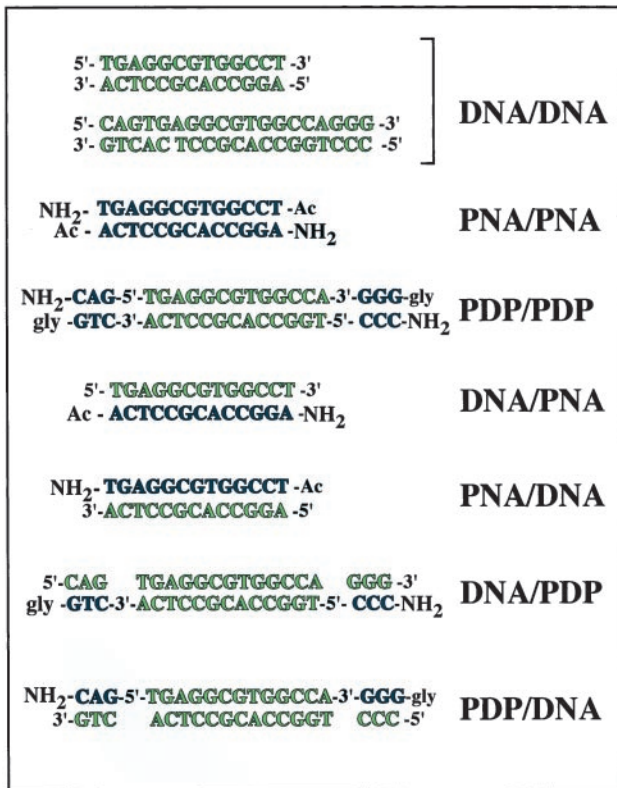 5'- TGAGGCGTGGCCT -3'
3'- ACTCCGCACCGGA -5'
DNA/DNA
5'- CAGTGAGGCGTGGCCAGGG -3'
3'- GTCAC TCCGCACCGGTCCC -5'
NH2- TGAGGCGTGGCCT -Ac
Ac- ACTCCGCACCGGA -NH2
PNA/PNA
NH2-CAG-5'-TGAGGCGTGGCCA-3'-GGG-gly
gly -GTC-3'-ACTCCGCACCGGT-5'- CCC-NH2
PDP/PDP
5'- TGAGGCGTGGCCT -3'
Ac - ACTCCGCACCGGA -NH2
DNA/PNA
NH2- TGAGGCGTGGCCT -Ac
3'-ACTCCGCACCGGA -5'
PNA/DNA
5'-CAG TGAGGCGTGGCCA GGG -3'
gly -GTC-3'-ACTCCGCACCGGT-5'- CCC-NH2
DNA/PDP
NH2-CAG-5'-TGAGGCGTGGCCA-3'-GGG-gly
3'-GTC ACTCCGCACCGGT CCC -5'
PDP/DNA